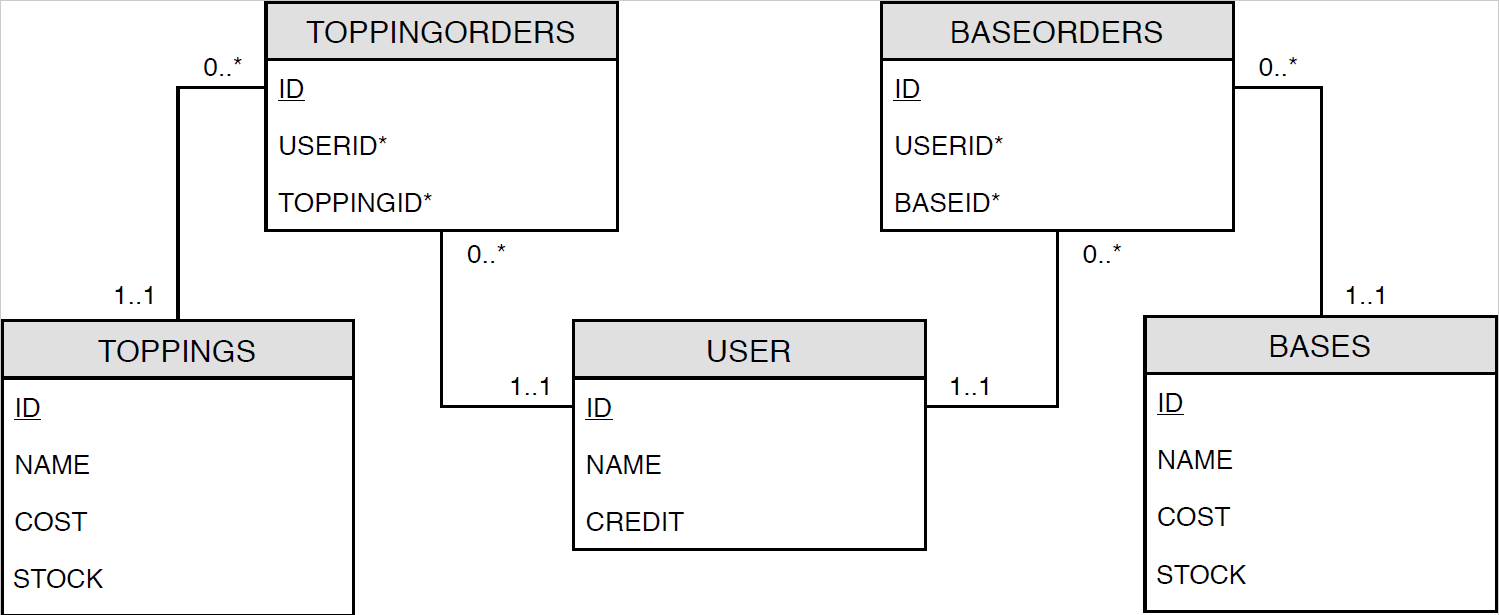 TOPPINGORDERS
ID
USERID*
TOPPINGID*
BASEORDERS
ID
USERID*
BASEID*
0..*
0..*
0..*
0..*
1..1
1..1
1..1
1..1
TOPPINGS
ID
NAME
COST
STOCK
USER
ID
NAME
CREDIT
BASES
ID
NAME
COST
STOCK